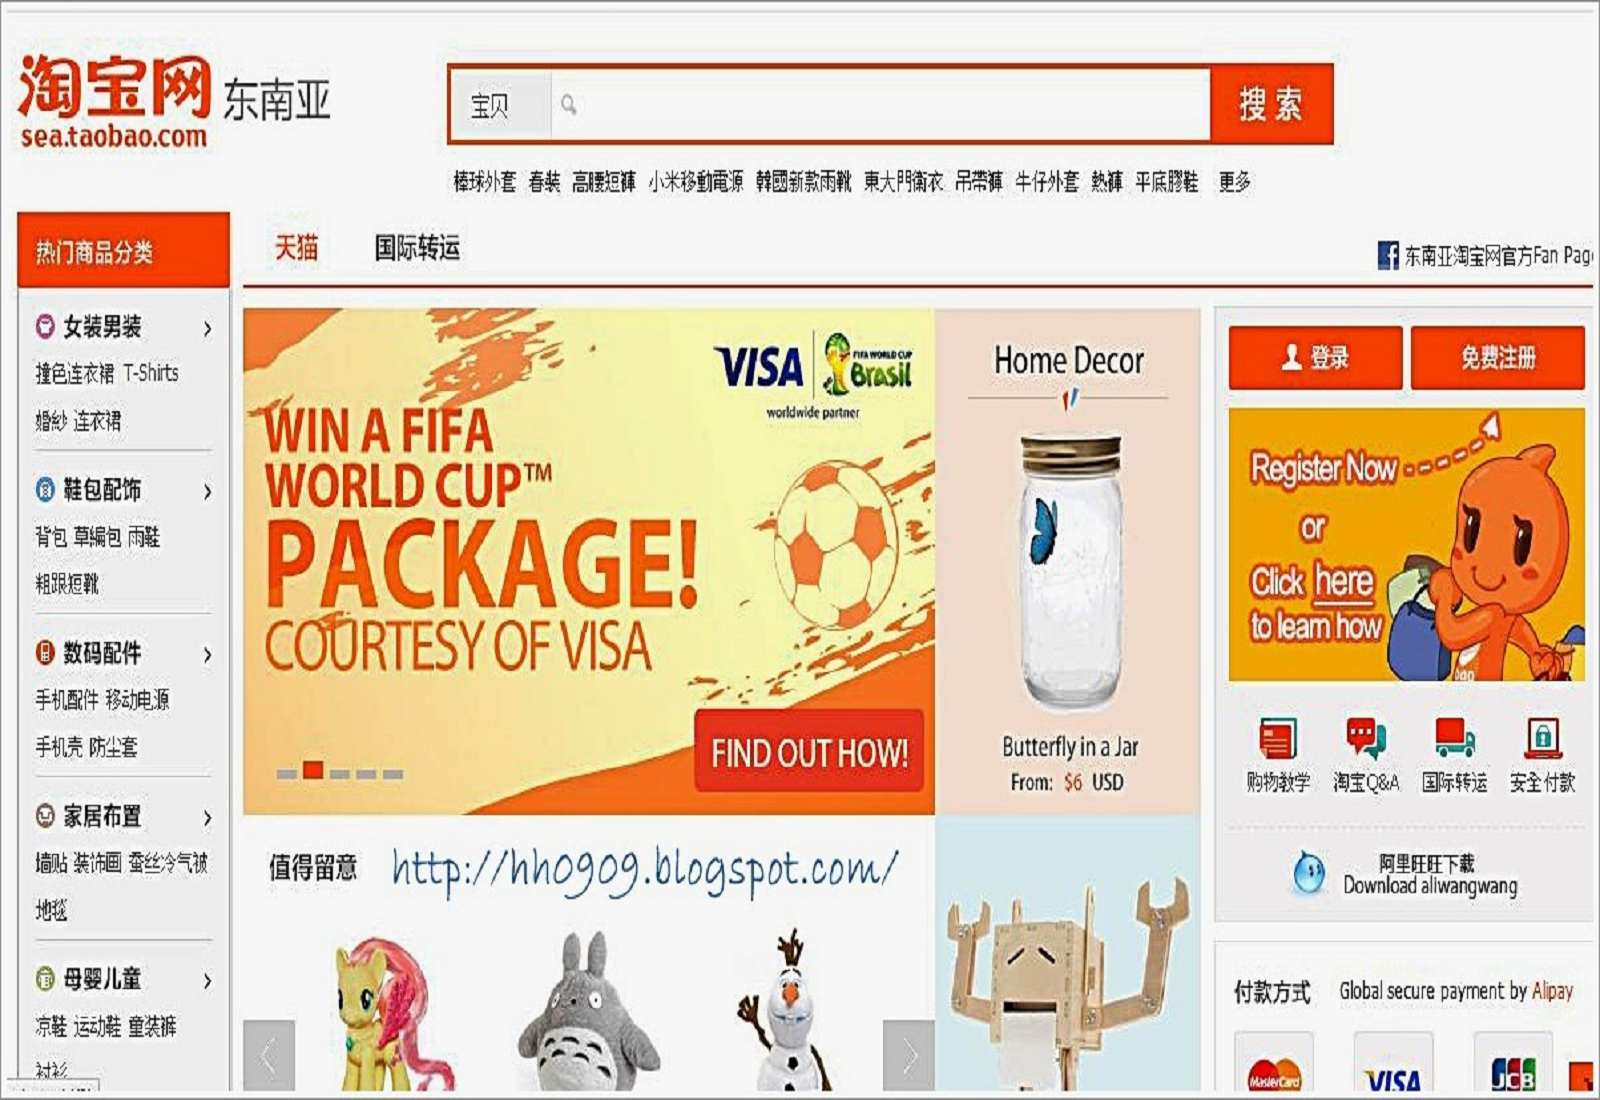 淘宝网 东南亚
sea.taobao.com
宝贝
搜索
棒球外套 春裝 高腰短褲 小米移動電源 韓國新款雨靴 東大門衛衣 吊帶褲 牛仔外套 熱褲 平底膠鞋 更多
热门商品分类
天猫 国际转运
东南亚淘宝网官方Fan Page
女装男装
撞色连衣裙 T-Shirts
婚紗 连衣裙
鞋包配饰
背包 草编包 雨鞋
粗跟短靴
数码配件
手机配件 移动电源
手机壳 防尘套
家居布置
墙贴 装饰画 蚕丝冷气被
地毯
母婴儿童
凉鞋 运动鞋 童装裤
衬衫
VISA
FIFA WORLD CUP
Brasil
worldwide partner
WIN A FIFA
WORLD CUP™
PACKAGE!
COURTESY OF VISA
FIND OUT HOW!
Home Decor
Butterfly in a Jar
From: $6 USD
值得留意
http://hh0909.blogspot.com/
登录
免费注册
Register Now
or
Click here
to learn how
购物教学 淘宝Q&A 国际转运 安全付款
阿里旺旺下载
Download aliwangwang
付款方式 Global secure payment by Alipay
MasterCard
VISA
JCB